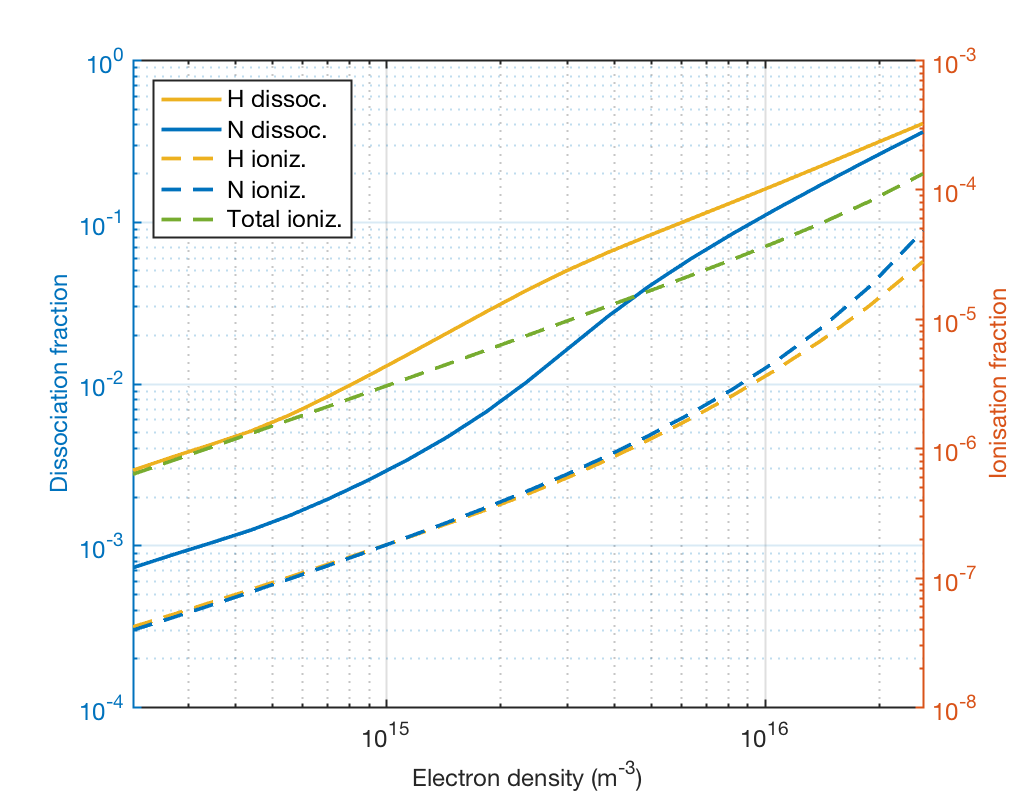 10^0
10^-1
10^-2
10^-3
10^-4
Dissociation fraction
H dissoc.
N dissoc.
H ioniz.
N ioniz.
Total ioniz.
10^15
10^16
Electron density (m^-3)
10^-3
10^-4
10^-5
10^-6
10^-7
10^-8
Ionisation fraction